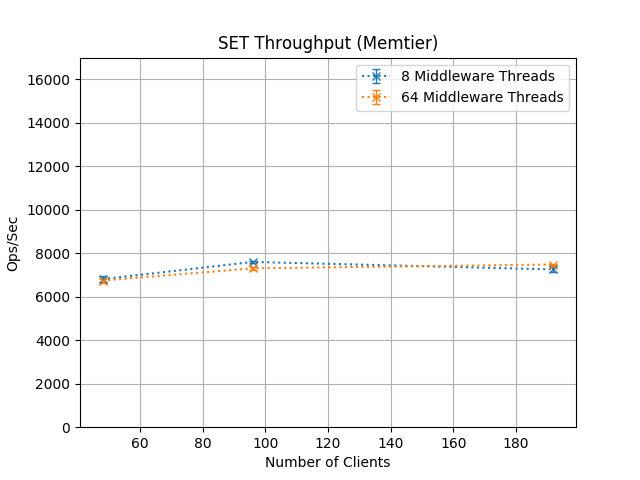 SET Throughput (Memtier)
8 Middleware Threads
64 Middleware Threads
16000
14000
12000
10000
8000
6000
4000
2000
0
Ops/Sec
60 80 100 120 140 160 180
Number of Clients